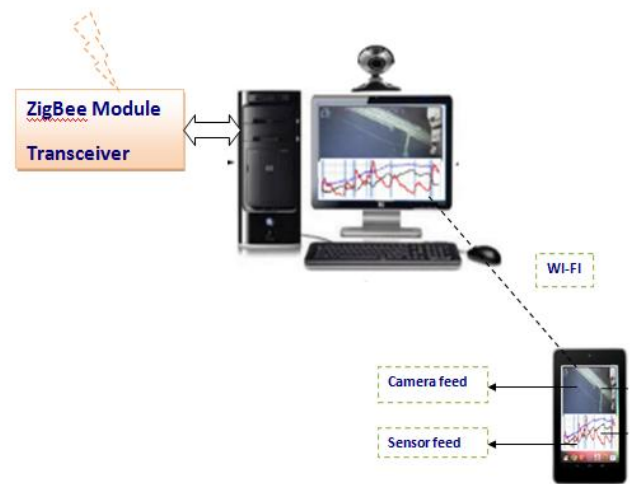 ZigBee Module
Transceiver
WI-FI
Camera feed
Sensor feed